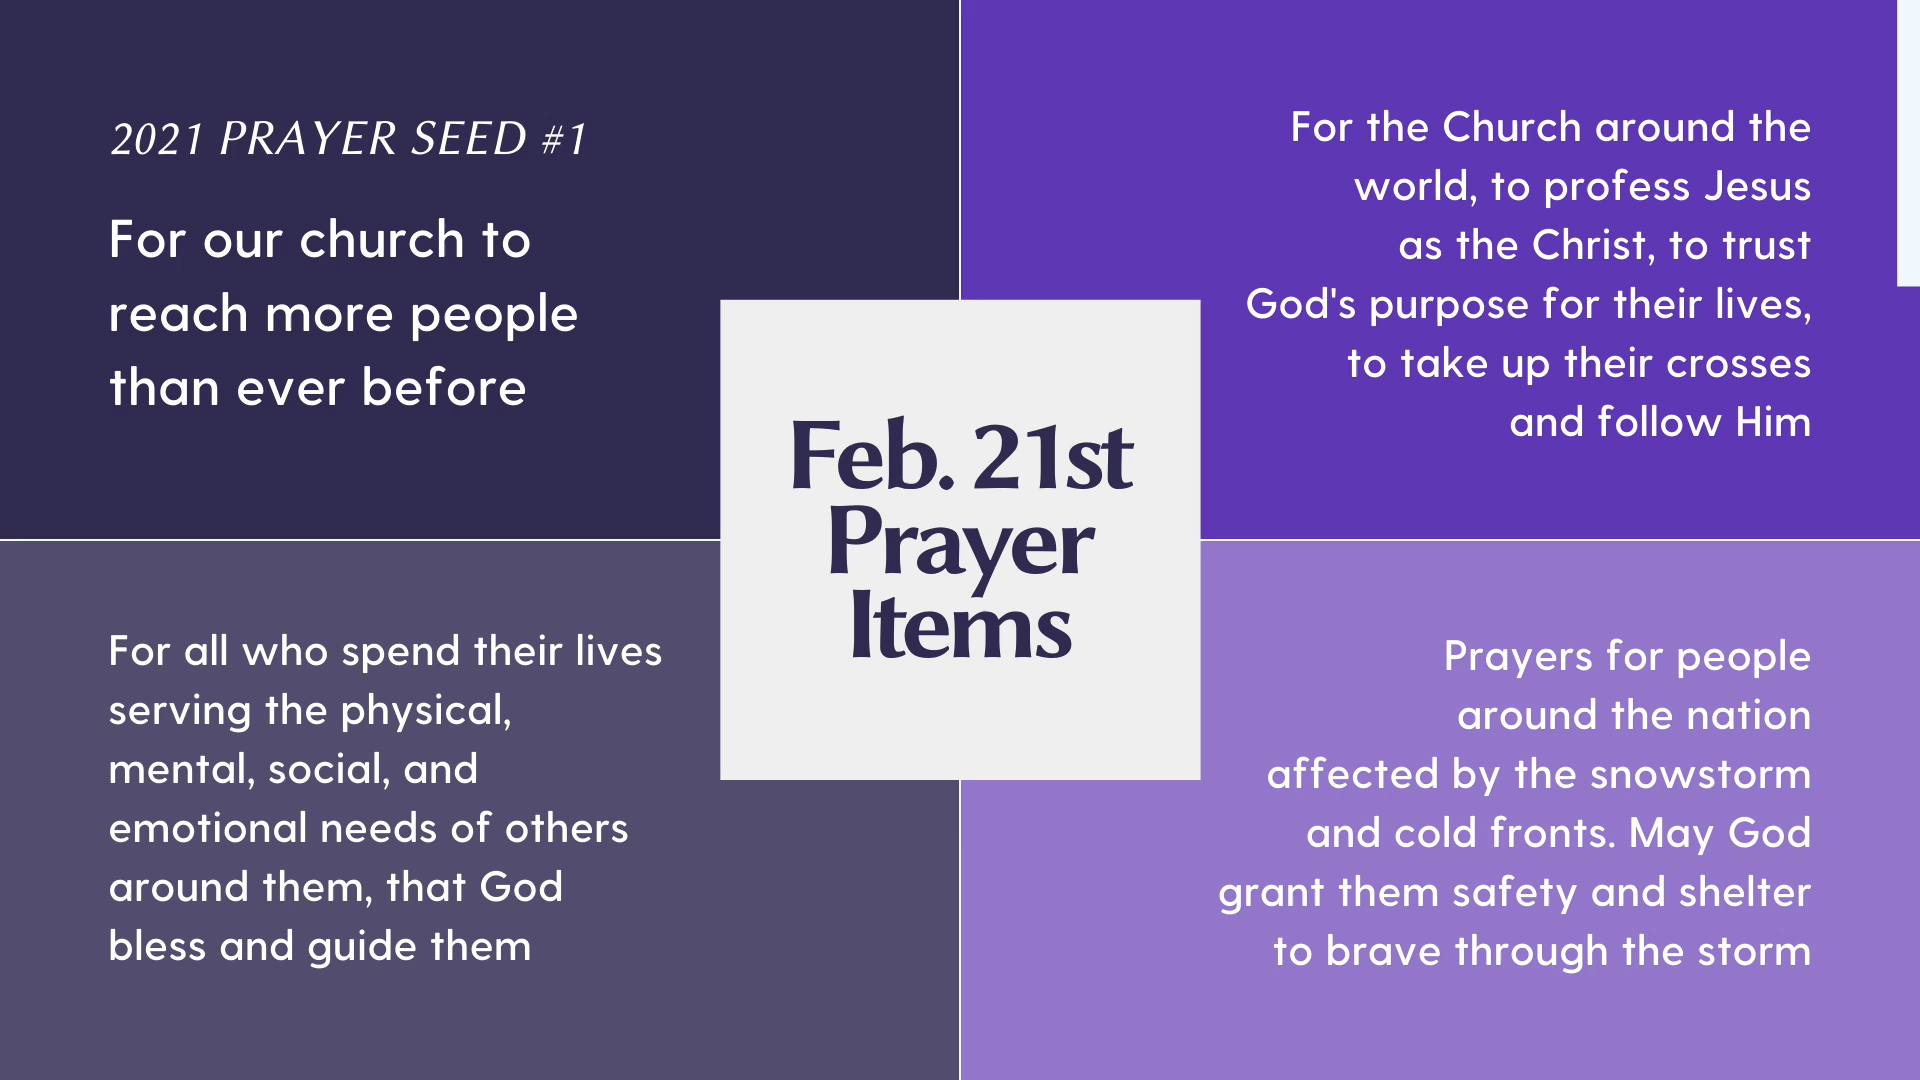 2021 PRAYER SEED #1
For our church to
reach more people
than ever before
For the Church around the
world, to profess Jesus
as the Christ, to trust
God's purpose for their lives,
to take up their crosses
and follow Him
Feb. 21st
Prayer
Items
For all who spend their lives
serving the physical,
mental, social, and
emotional needs of others
around them, that God
bless and guide them
Prayers for people
around the nation
affected by the snowstorm
and cold fronts. May God
grant them safety and shelter
to brave through the storm